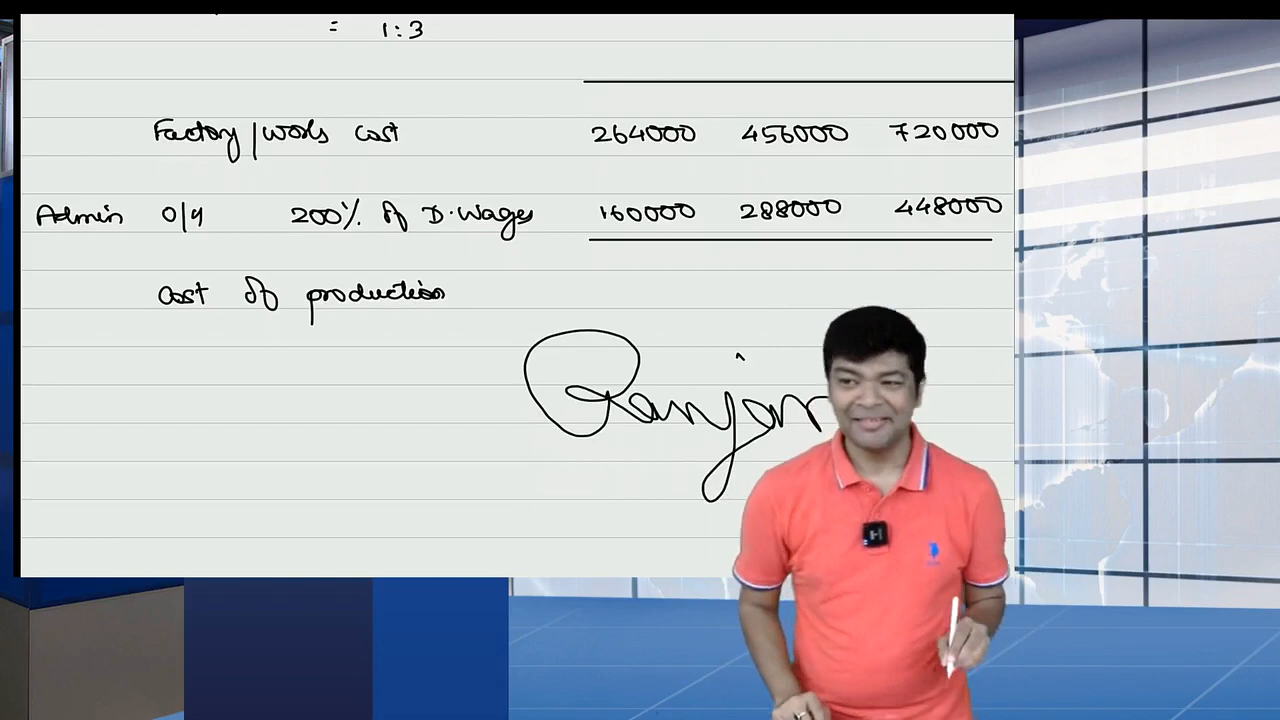 = 1:3
Factory/works cost 264000 456000 720000
Admin O/H 200% of D.wages 160000 288000 448000
Cost of production
Ranjan